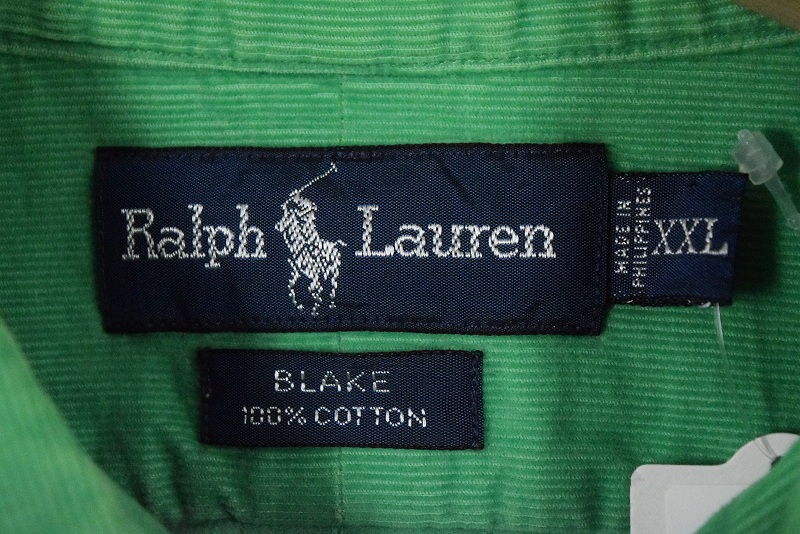 Ralph Lauren
MADE IN
PHILIPPINES
XXL
BLAKE
100% COTTON